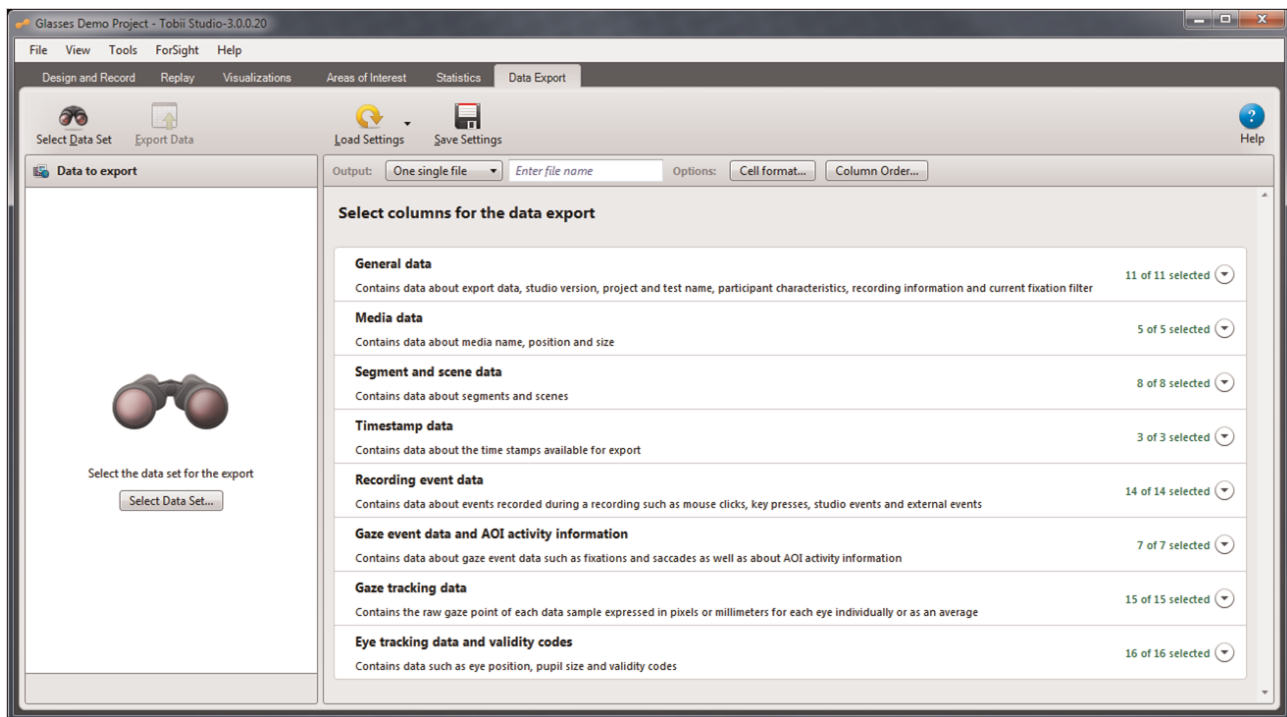 Glasses Demo Project - Tobii Studio-3.0.0.20
File View Tools ForSight Help
Design and Record Replay Visualizations Areas of Interest Statistics Data Export
Select Data Set Export Data Load Settings Save Settings Help
Data to export
Output: One single file Enter file name Options: Cell format... Column Order...
Select columns for the data export
General data
Contains data about export data, studio version, project and test name, participant characteristics, recording information and current fixation filter
11 of 11 selected
Media data
Contains data about media name, position and size
5 of 5 selected
Segment and scene data
Contains data about segments and scenes
8 of 8 selected
Timestamp data
Contains data about the time stamps available for export
3 of 3 selected
Select the data set for the export
Select Data Set...
Recording event data
Contains data about events recorded during a recording such as mouse clicks, key presses, studio events and external events
14 of 14 selected
Gaze event data and AOI activity information
Contains data about gaze event data such as fixations and saccades as well as about AOI activity information
7 of 7 selected
Gaze tracking data
Contains the raw gaze point of each data sample expressed in pixels or millimeters for each eye individually or as an average
15 of 15 selected
Eye tracking data and validity codes
Contains data such as eye position, pupil size and validity codes
16 of 16 selected